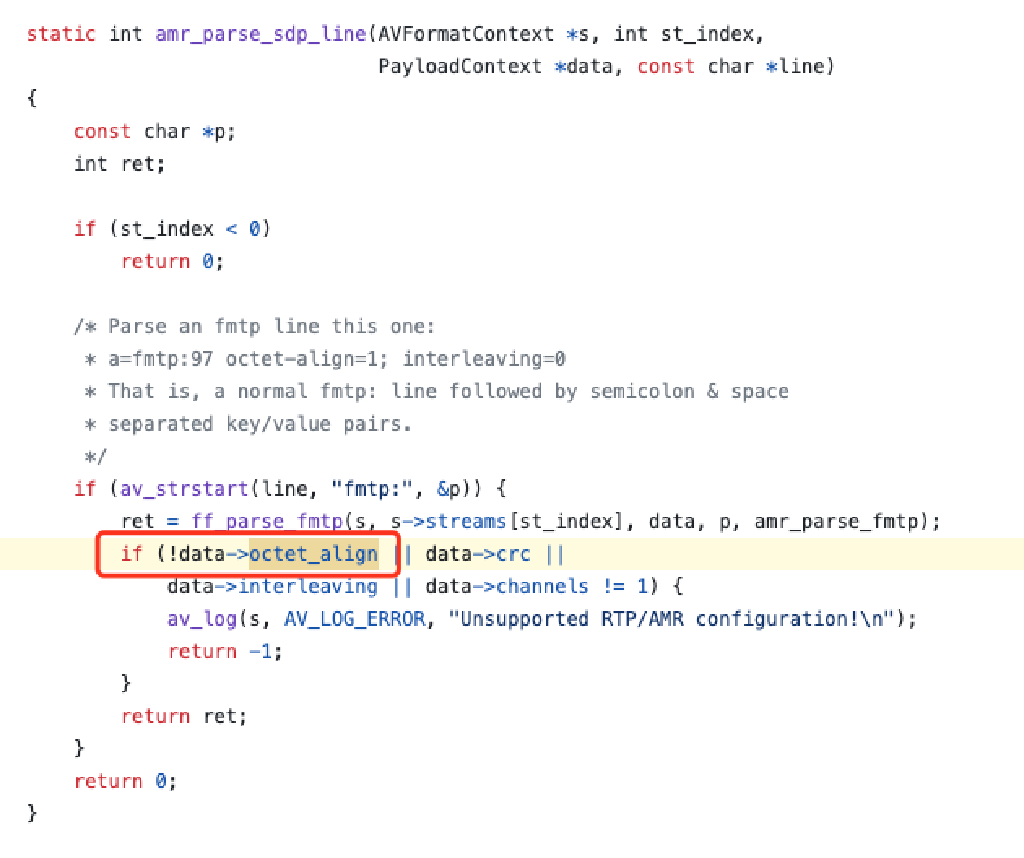 static int amr_parse_sdp_line(AVFormatContext *s, int st_index,
                              PayloadContext *data, const char *line)
{
    const char *p;
    int ret;

    if (st_index < 0)
        return 0;

    /* Parse an fmtp line this one:
     * a=fmtp:97 octet-align=1; interleaving=0
     * That is, a normal fmtp: line followed by semicolon & space
     * separated key/value pairs.
     */
    if (av_strstart(line, "fmtp:", &p)) {
        ret = ff_parse_fmtp(s, s->streams[st_index], data, p, amr_parse_fmtp);
        if (!data->octet_align || data->crc ||
            data->interleaving || data->channels != 1) {
            av_log(s, AV_LOG_ERROR, "Unsupported RTP/AMR configuration!\n");
            return -1;
        }
        return ret;
    }
    return 0;
}